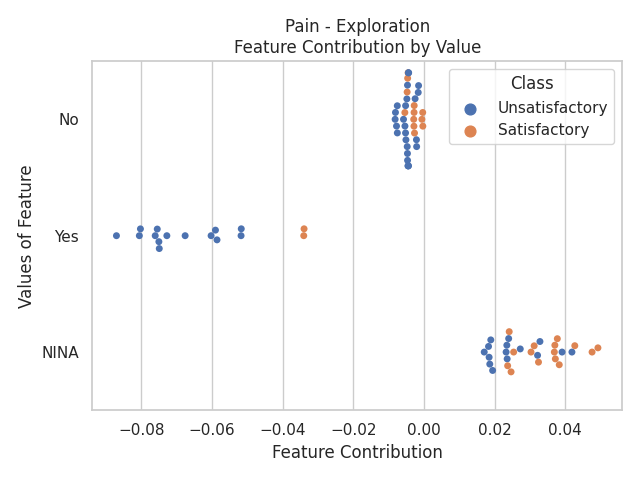 Pain - Exploration
Feature Contribution by Value
Class
Unsatisfactory
Satisfactory
No
Yes
NINA
Values of Feature
−0.08 −0.06 −0.04 −0.02 0.00 0.02 0.04
Feature Contribution